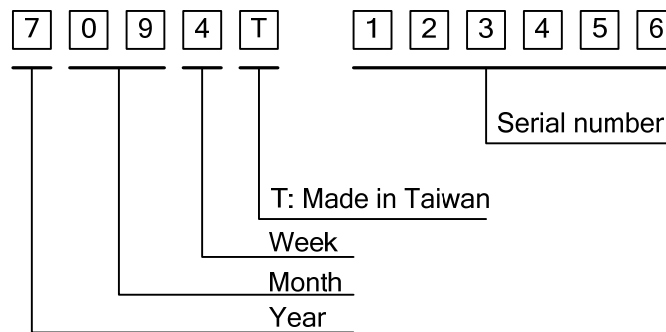 7 0 9 4 T 1 2 3 4 5 6
Serial number
T: Made in Taiwan
Week
Month
Year